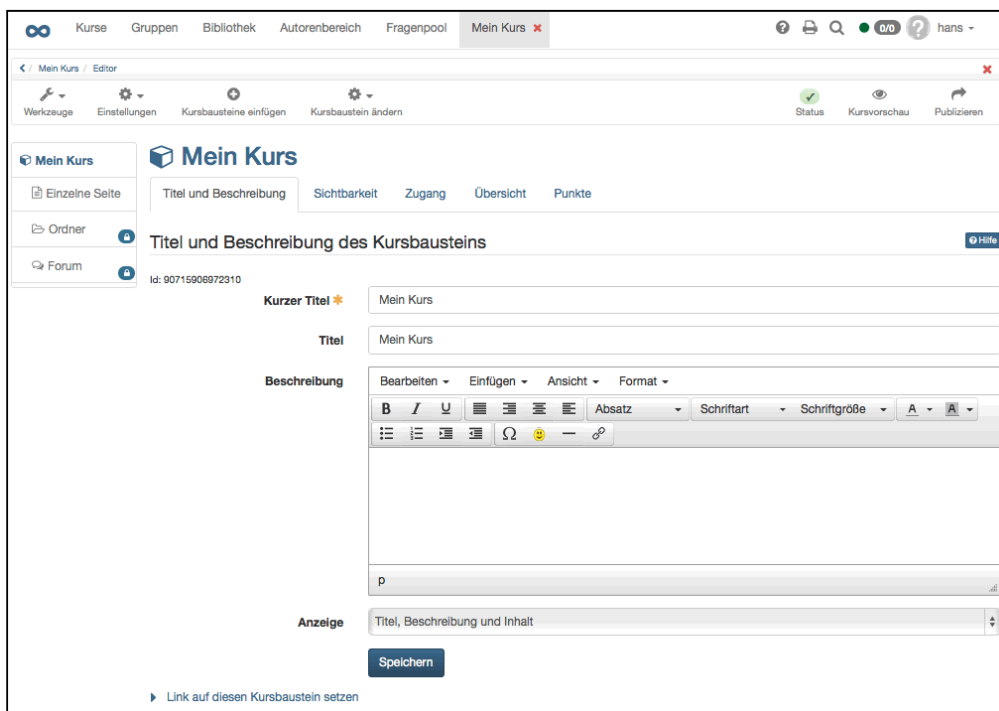 Kurse Gruppen Bibliothek Autorenbereich Fragenpool Mein Kurs 0/0 hans
/ Mein Kurs / Editor
Werkzeuge Einstellungen Kursbausteine einfügen Kursbaustein ändern Status Kursvorschau Publizieren
Mein Kurs
Einzelne Seite
Ordner
Forum
Mein Kurs
Titel und Beschreibung Sichtbarkeit Zugang Übersicht Punkte
Titel und Beschreibung des Kursbausteins Hilfe
Id: 90715906972310
Kurzer Titel Mein Kurs
Titel Mein Kurs
Beschreibung Bearbeiten Einfügen Ansicht Format
B I U Absatz Schriftart Schriftgröße A A
Ω
p
Anzeige Titel, Beschreibung und Inhalt
Speichern
Link auf diesen Kursbaustein setzen